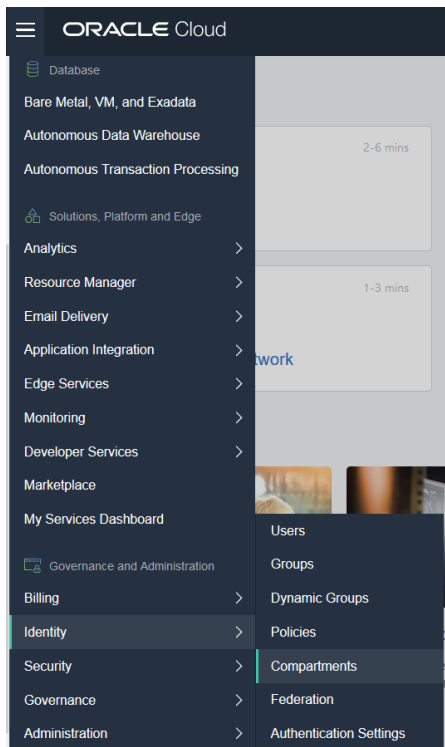 ORACLE Cloud
Database
Bare Metal, VM, and Exadata
Autonomous Data Warehouse
2-6 mins
Autonomous Transaction Processing
Solutions, Platform and Edge
Analytics
Resource Manager
1-3 mins
Email Delivery
Application Integration
twork
Edge Services
Monitoring
Developer Services
Marketplace
My Services Dashboard
Governance and Administration
Billing
Identity
Security
Governance
Administration
Users
Groups
Dynamic Groups
Policies
Compartments
Federation
Authentication Settings